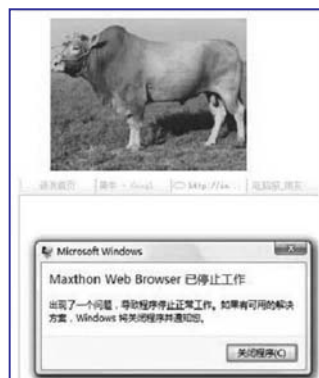 Microsoft Windows
Maxthon Web Browser 已停止工作
出现了一个问题，导致程序停止正常工作。如果有可用的解决
方案，Windows 将关闭程序并通知您。
关闭程序(C)